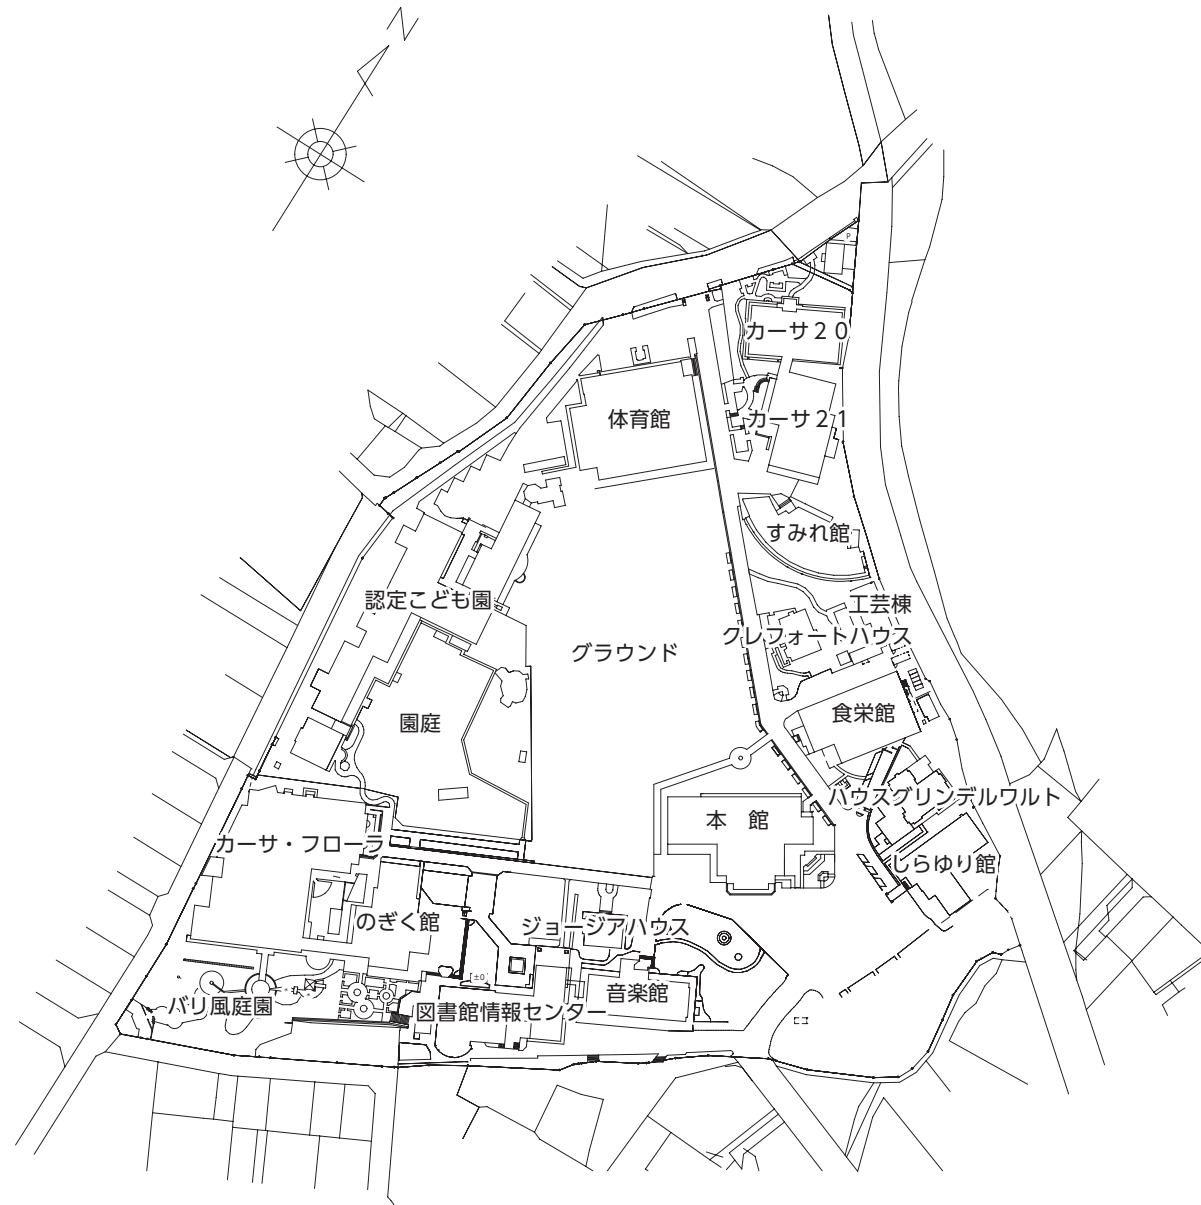 N
P
カーサ２０
カーサ２１
体育館
すみれ館
認定こども園
工芸棟
クレフォートハウス
グラウンド
食栄館
園庭
ハウスグリンデルワルト
本　館
カーサ・フローラ
しらゆり館
のぎく館
ジョージアハウス
±0
音楽館
バリ風庭園
図書館情報センター